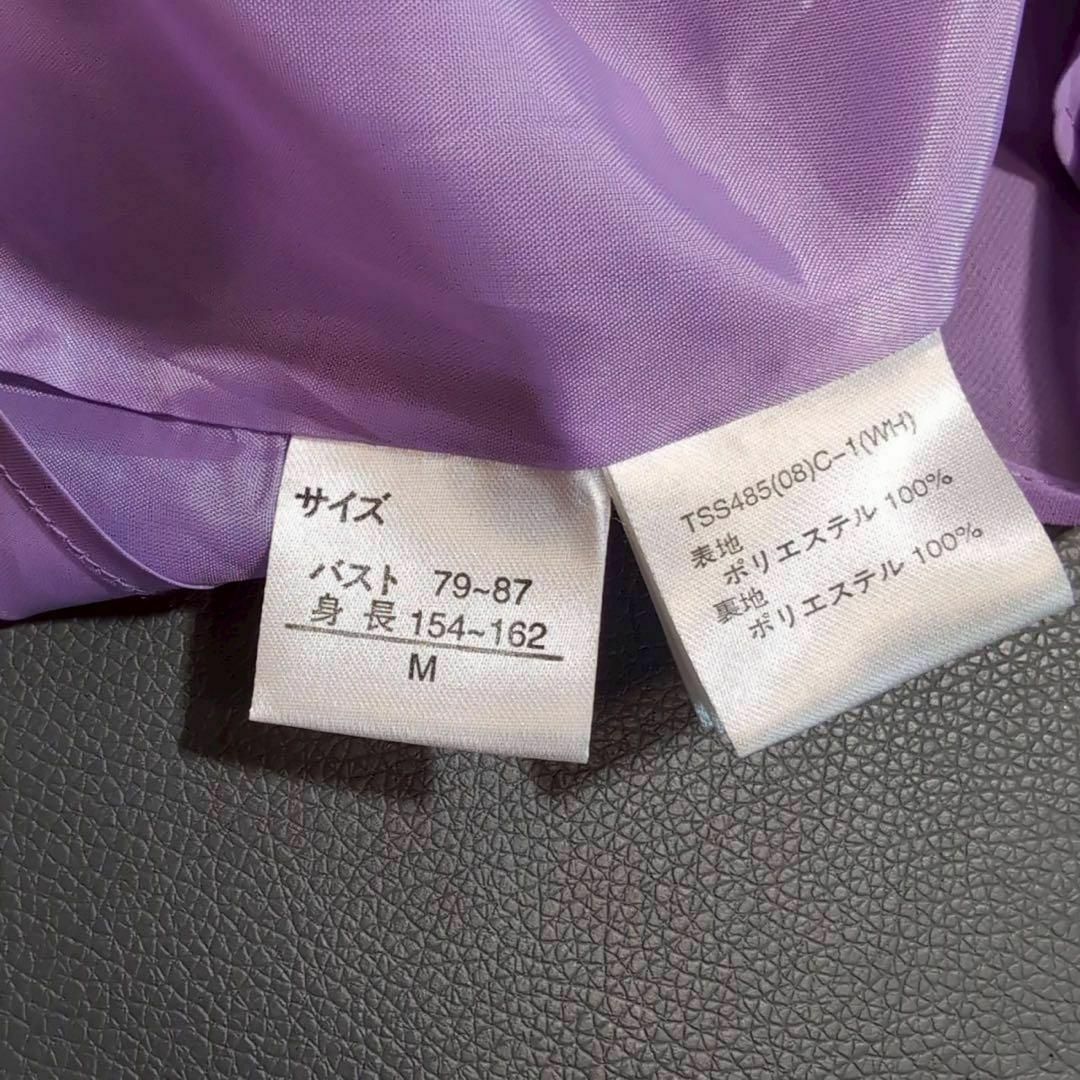 サイズ
バスト 79~87
身長 154~162
M
TSS485(08)C-1(WH)
表地
ポリエステル 100%
裏地
ポリエステル 100%